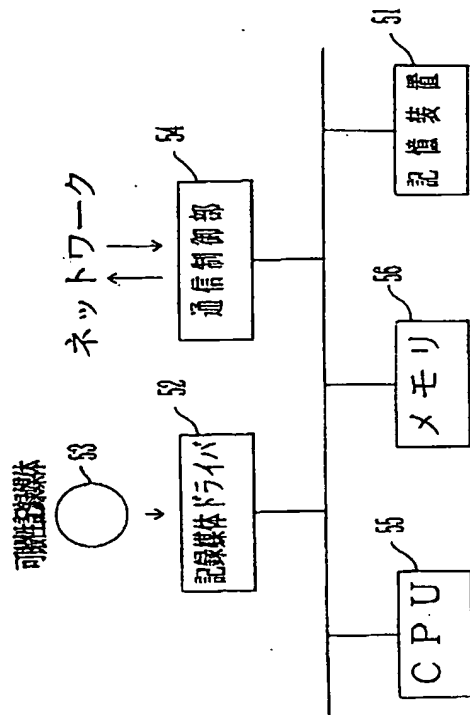 可搬性記録媒体
53
ネットワーク
記録媒体ドライバ
52
通信制御部
54
CPU
55
メモリ
56
記憶装置
51